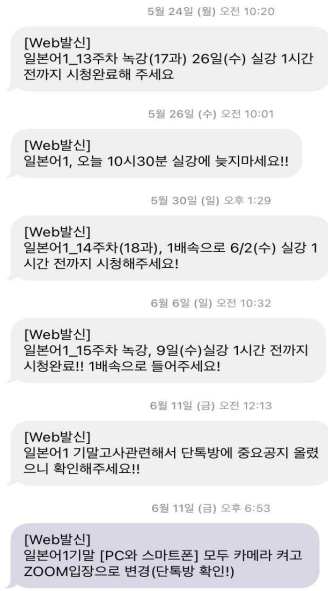 5월 24일 (월) 오전 10:20
[Web발신]
일본어1_13주차 녹강(17과) 26일(수) 실강 1시간
전까지 시청완료해 주세요
5월 26일 (수) 오전 10:01
[Web발신]
일본어1, 오늘 10시30분 실강에 늦지마세요!!
5월 30일 (일) 오후 1:29
[Web발신]
일본어1_14주차(18과), 1배속으로 6/2(수) 실강 1
시간 전까지 시청해주세요!
6월 6일 (일) 오전 10:32
[Web발신]
일본어1_15주차 녹강, 9일(수)실강 1시간 전까지
시청완료!! 1배속으로 들어주세요!
6월 11일 (금) 오전 12:13
[Web발신]
일본어1 기말고사관련해서 단톡방에 중요공지 올렸
으니 확인해주세요!!
6월 11일 (금) 오후 6:53
[Web발신]
일본어1기말 [PC와 스마트폰] 모두 카메라 켜고
ZOOM입장으로 변경(단톡방 확인!)